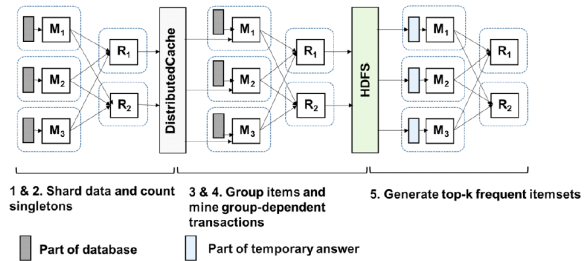 M1
R1
M2
R2
M3
DistributedCache
M1
R1
M2
R2
M3
HDFS
M1
R1
M2
R2
M3
1 & 2. Shard data and count
singletons
3 & 4. Group items and
mine group-dependent
transactions
5. Generate top-k frequent itemsets
Part of database
Part of temporary answer